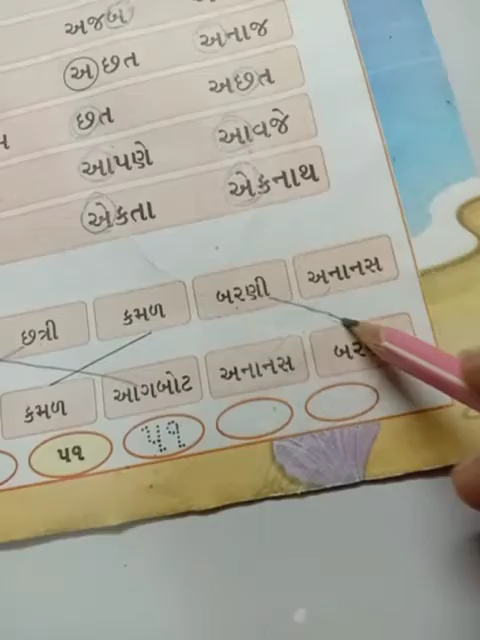 અજબ
અનાજ
અછત
અછત
છત
આવજે
આપણે
એકનાથ
એકતા
છત્રી કમળ બરણી અનાનસ
કમળ આગબોટ અનાનસ
૫૧ ૫૧